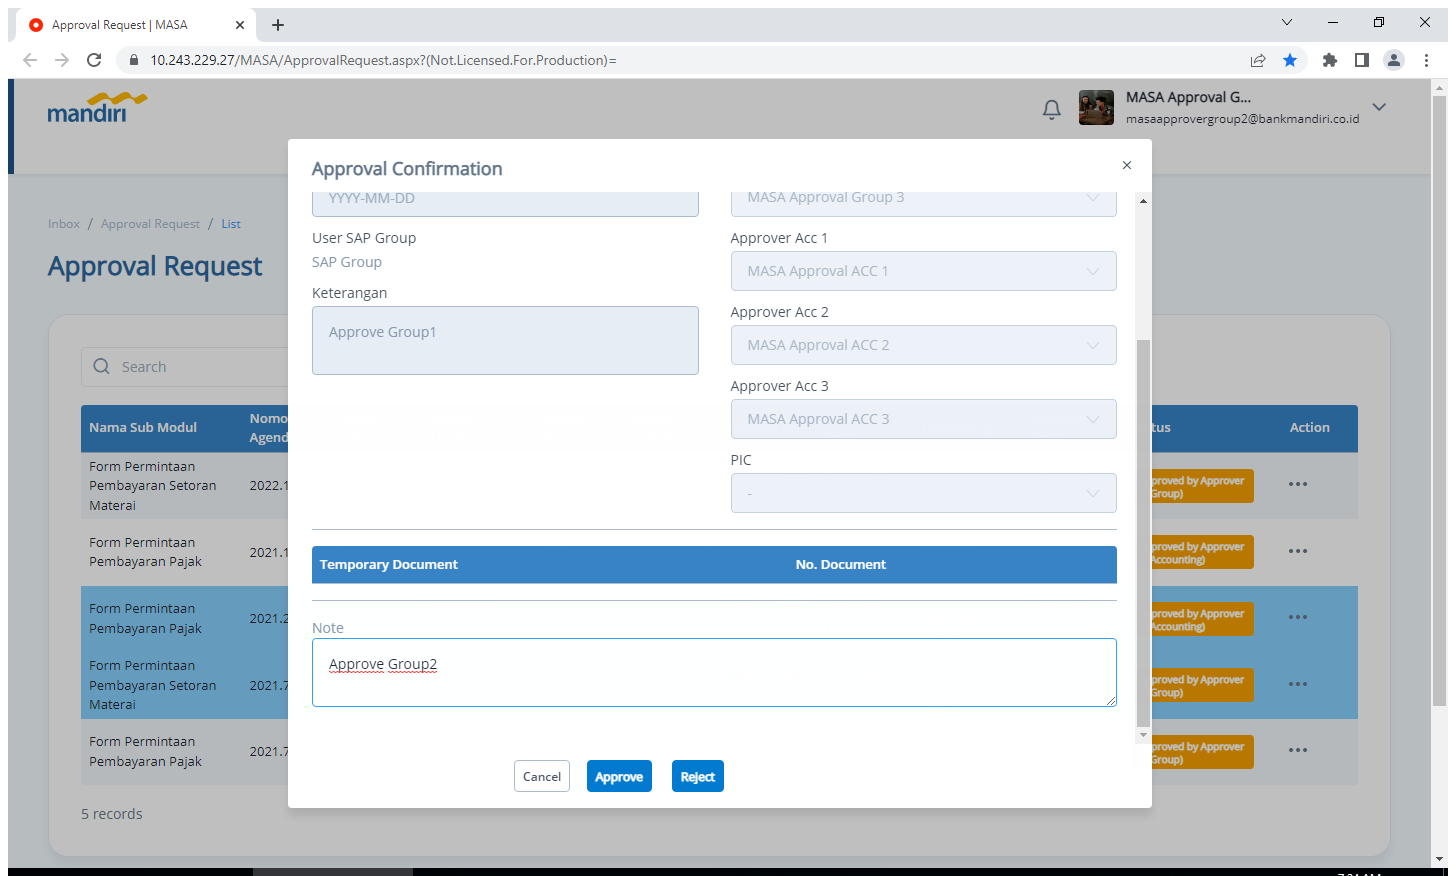 Approval Request | MASA
10.243.229.27/MASA/ApprovalRequest.aspx?(Not.Licensed.For.Production)=
mandiri
MASA Approval G...
masaapprovergroup2@bankmandiri.co.id
Approval Confirmation
YYYY-MM-DD
MASA Approval Group 3
Inbox / Approval Request / List
User SAP Group
Approver Acc 1
Approval Request
SAP Group
MASA Approval ACC 1
Keterangan
Approver Acc 2
Approve Group1
MASA Approval ACC 2
Search
Approver Acc 3
MASA Approval ACC 3
Nama Sub Modul
Nomo
Agend
tus
Action
PIC
-
Form Permintaan
Pembayaran Setoran
Materai
2022.1
proved by Approver
Group)
Form Permintaan
Pembayaran Pajak
2021.1
proved by Approver
Accounting)
Temporary Document
No. Document
Form Permintaan
Pembayaran Pajak
2021.2
proved by Approver
Accounting)
Note
Approve Group2
Form Permintaan
Pembayaran Setoran
Materai
2021.7
proved by Approver
Group)
Form Permintaan
Pembayaran Pajak
2021.7
proved by Approver
Group)
Cancel
Approve
Reject
5 records